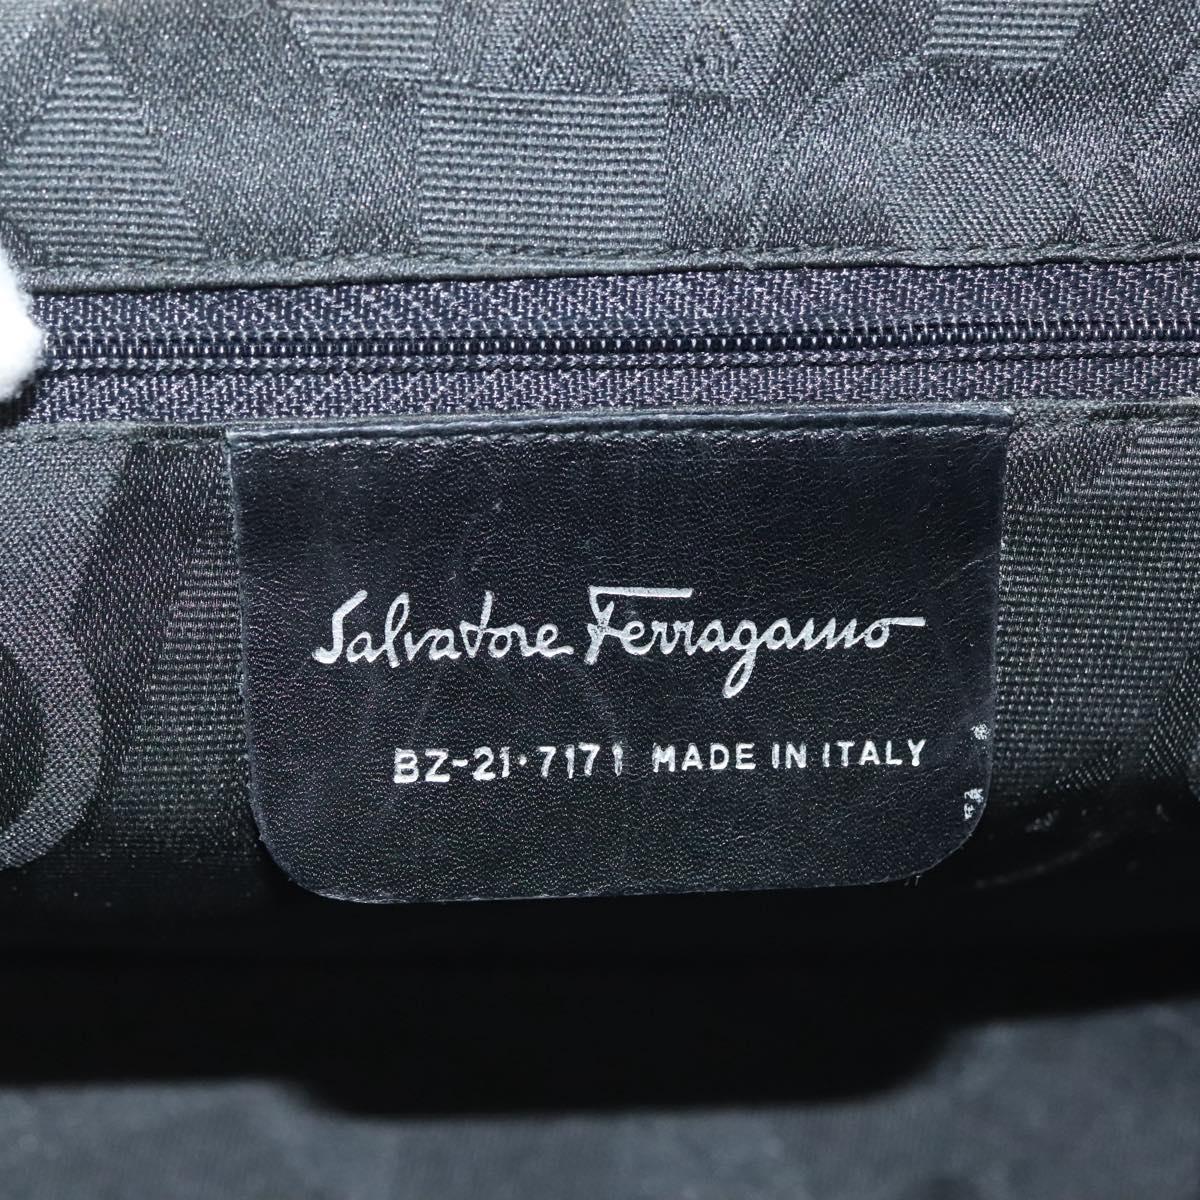 Salvatore Ferragamo
BZ-21·7171 MADE IN ITALY